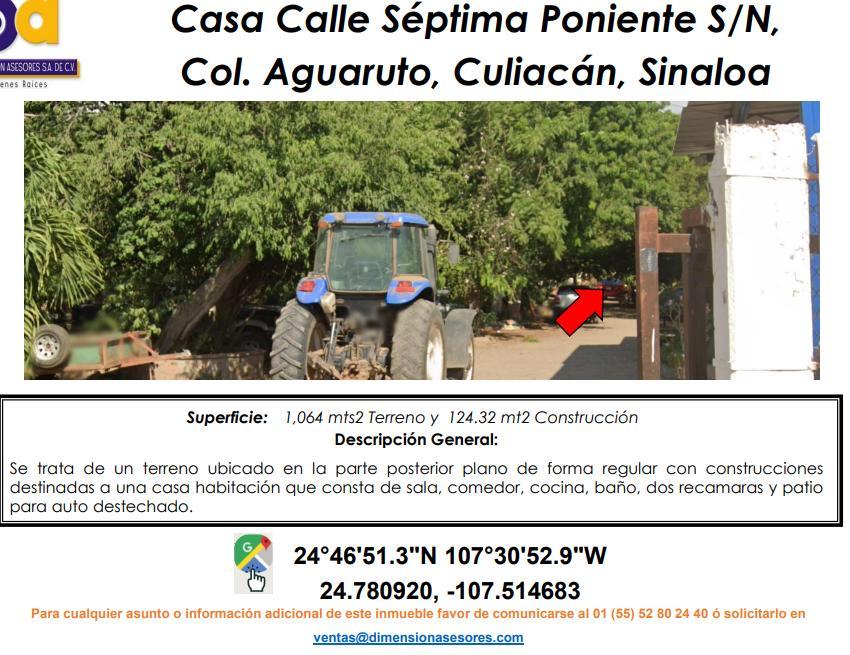 Casa Calle Séptima Poniente S/N,
Col. Aguaruto, Culiacán, Sinaloa
N ASESORES S.A. DE C.V.
enes Raices
Superficie: 1,064 mts2 Terreno y 124.32 mt2 Construcción
Descripción General:
Se trata de un terreno ubicado en la parte posterior plano de forma regular con construcciones
destinadas a una casa habitación que consta de sala, comedor, cocina, baño, dos recamaras y patio
para auto destechado.
G
24°46'51.3"N 107°30'52.9"W
24.780920, -107.514683
Para cualquier asunto o información adicional de este inmueble favor de comunicarse al 01 (55) 52 80 24 40 ó solicitarlo en
ventas@dimensionasesores.com